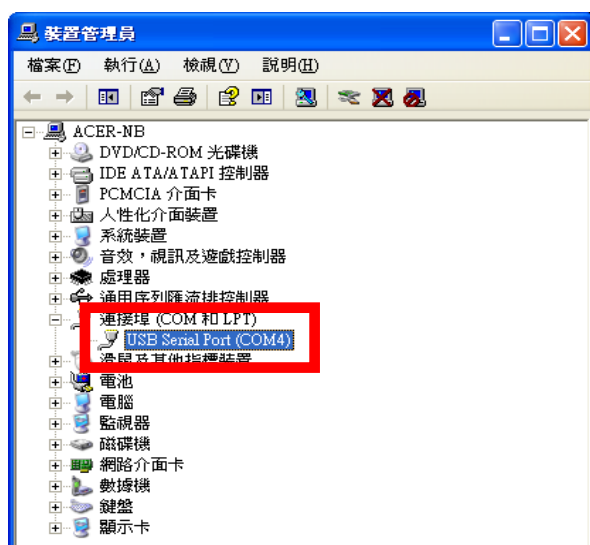 裝置管理員
檔案(F) 執行(A) 檢視(V) 說明(H)
ACER-NB
DVD/CD-ROM 光碟機
IDE ATA/ATAPI 控制器
PCMCIA 介面卡
人性化介面裝置
系統裝置
音效，視訊及遊戲控制器
處理器
通用序列匯流排控制器
連接埠 (COM 和 LPT)
USB Serial Port (COM4)
滑鼠及其他指標裝置
電池
電腦
監視器
磁碟機
網路介面卡
數據機
鍵盤
顯示卡